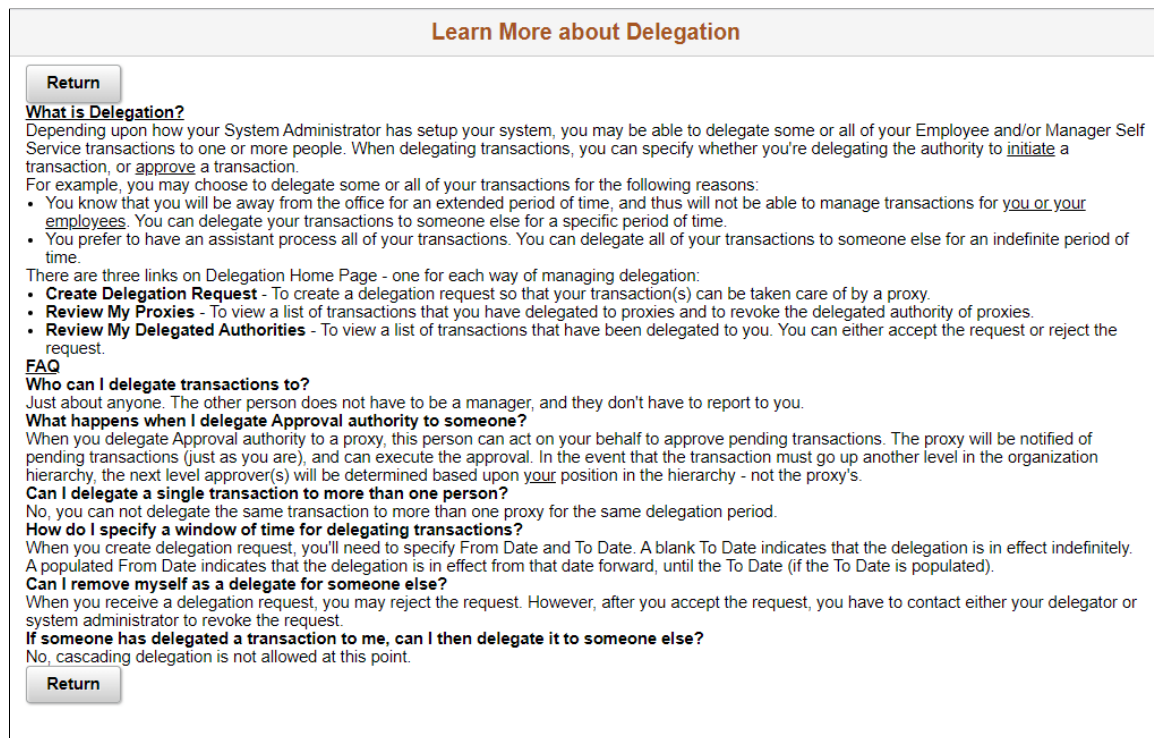 Learn More about Delegation
Return
What is Delegation?
Depending upon how your System Administrator has setup your system, you may be able to delegate some or all of your Employee and/or Manager Self
Service transactions to one or more people. When delegating transactions, you can specify whether you're delegating the authority to initiate a
transaction, or approve a transaction.
For example, you may choose to delegate some or all of your transactions for the following reasons:
• You know that you will be away from the office for an extended period of time, and thus will not be able to manage transactions for you or your
employees. You can delegate your transactions to someone else for a specific period of time.
• You prefer to have an assistant process all of your transactions. You can delegate all of your transactions to someone else for an indefinite period of
time.
There are three links on Delegation Home Page - one for each way of managing delegation:
• Create Delegation Request - To create a delegation request so that your transaction(s) can be taken care of by a proxy.
• Review My Proxies - To view a list of transactions that you have delegated to proxies and to revoke the delegated authority of proxies.
• Review My Delegated Authorities - To view a list of transactions that have been delegated to you. You can either accept the request or reject the
request.
FAQ
Who can I delegate transactions to?
Just about anyone. The other person does not have to be a manager, and they don't have to report to you.
What happens when I delegate Approval authority to someone?
When you delegate Approval authority to a proxy, this person can act on your behalf to approve pending transactions. The proxy will be notified of
pending transactions (just as you are), and can execute the approval. In the event that the transaction must go up another level in the organization
hierarchy, the next level approver(s) will be determined based upon your position in the hierarchy - not the proxy's.
Can I delegate a single transaction to more than one person?
No, you can not delegate the same transaction to more than one proxy for the same delegation period.
How do I specify a window of time for delegating transactions?
When you create delegation request, you'll need to specify From Date and To Date. A blank To Date indicates that the delegation is in effect indefinitely.
A populated From Date indicates that the delegation is in effect from that date forward, until the To Date (if the To Date is populated).
Can I remove myself as a delegate for someone else?
When you receive a delegation request, you may reject the request. However, after you accept the request, you have to contact either your delegator or
system administrator to revoke the request.
If someone has delegated a transaction to me, can I then delegate it to someone else?
No, cascading delegation is not allowed at this point.
Return